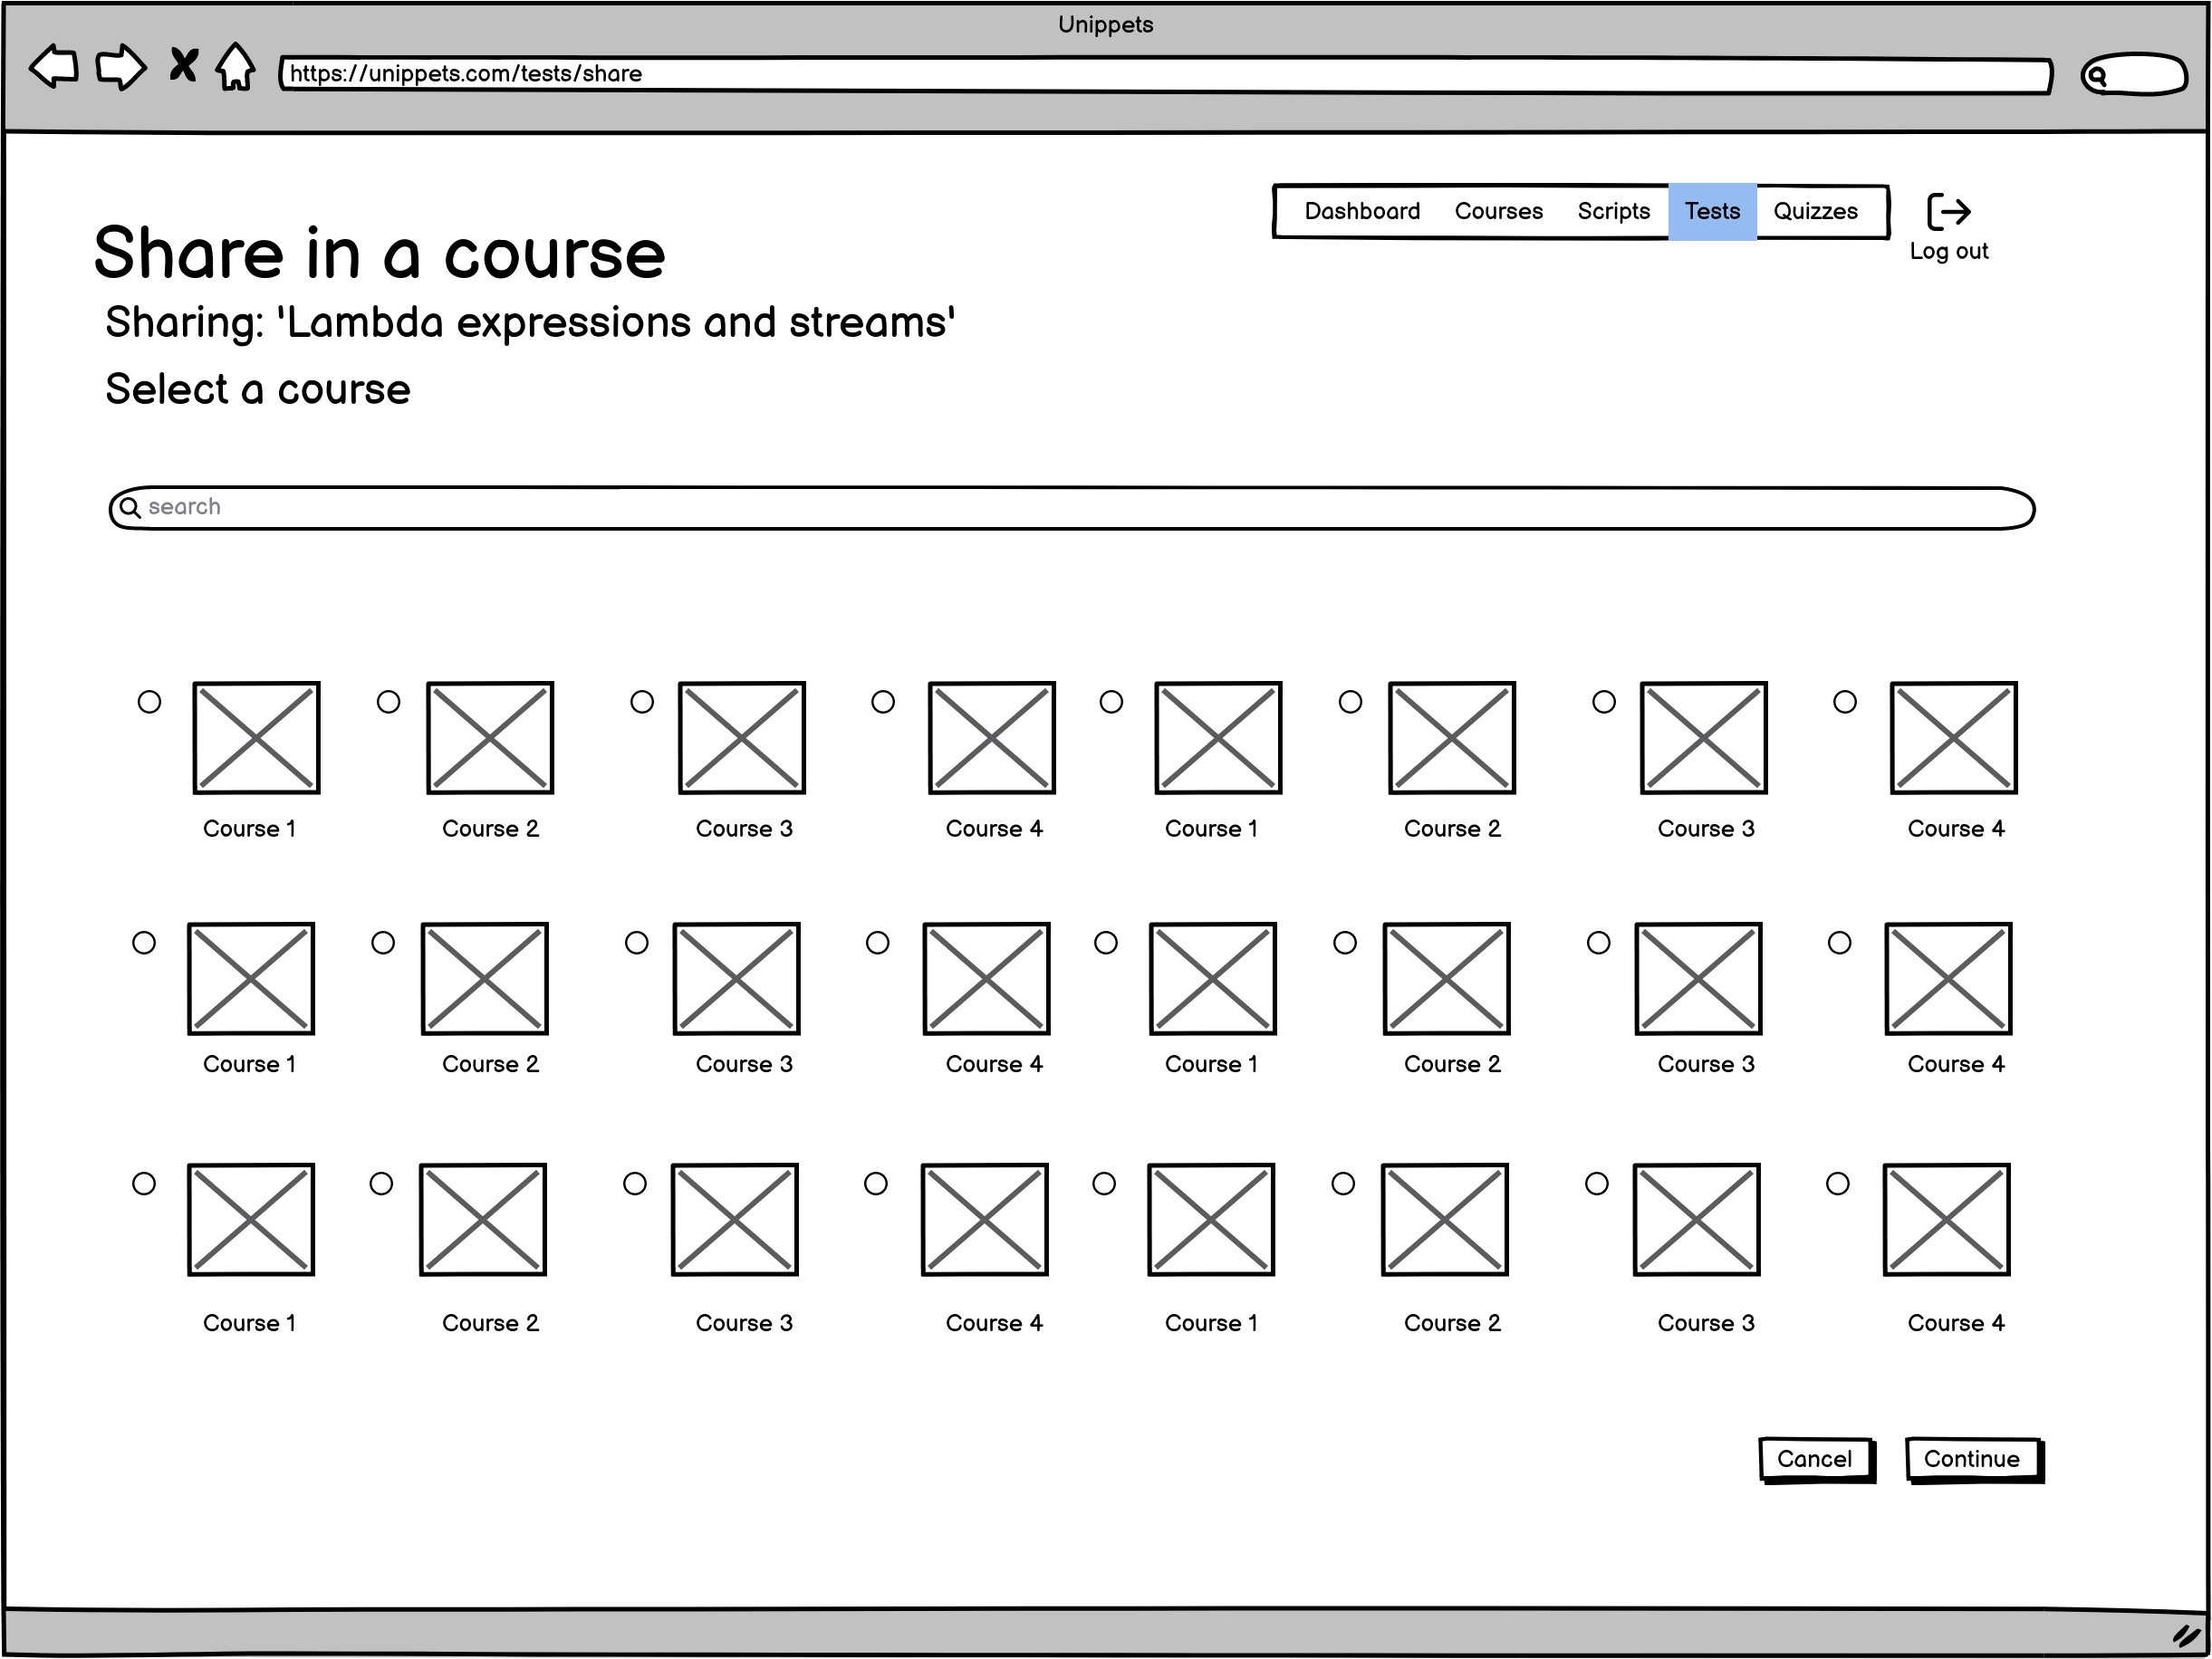 Unippets
https://unippets.com/tests/share
Dashboard Courses Scripts Tests Quizzes
Log out
Share in a course
Sharing: 'Lambda expressions and streams'
Select a course
search
Course 1 Course 2 Course 3 Course 4 Course 1 Course 2 Course 3 Course 4
Course 1 Course 2 Course 3 Course 4 Course 1 Course 2 Course 3 Course 4
Course 1 Course 2 Course 3 Course 4 Course 1 Course 2 Course 3 Course 4
Cancel Continue